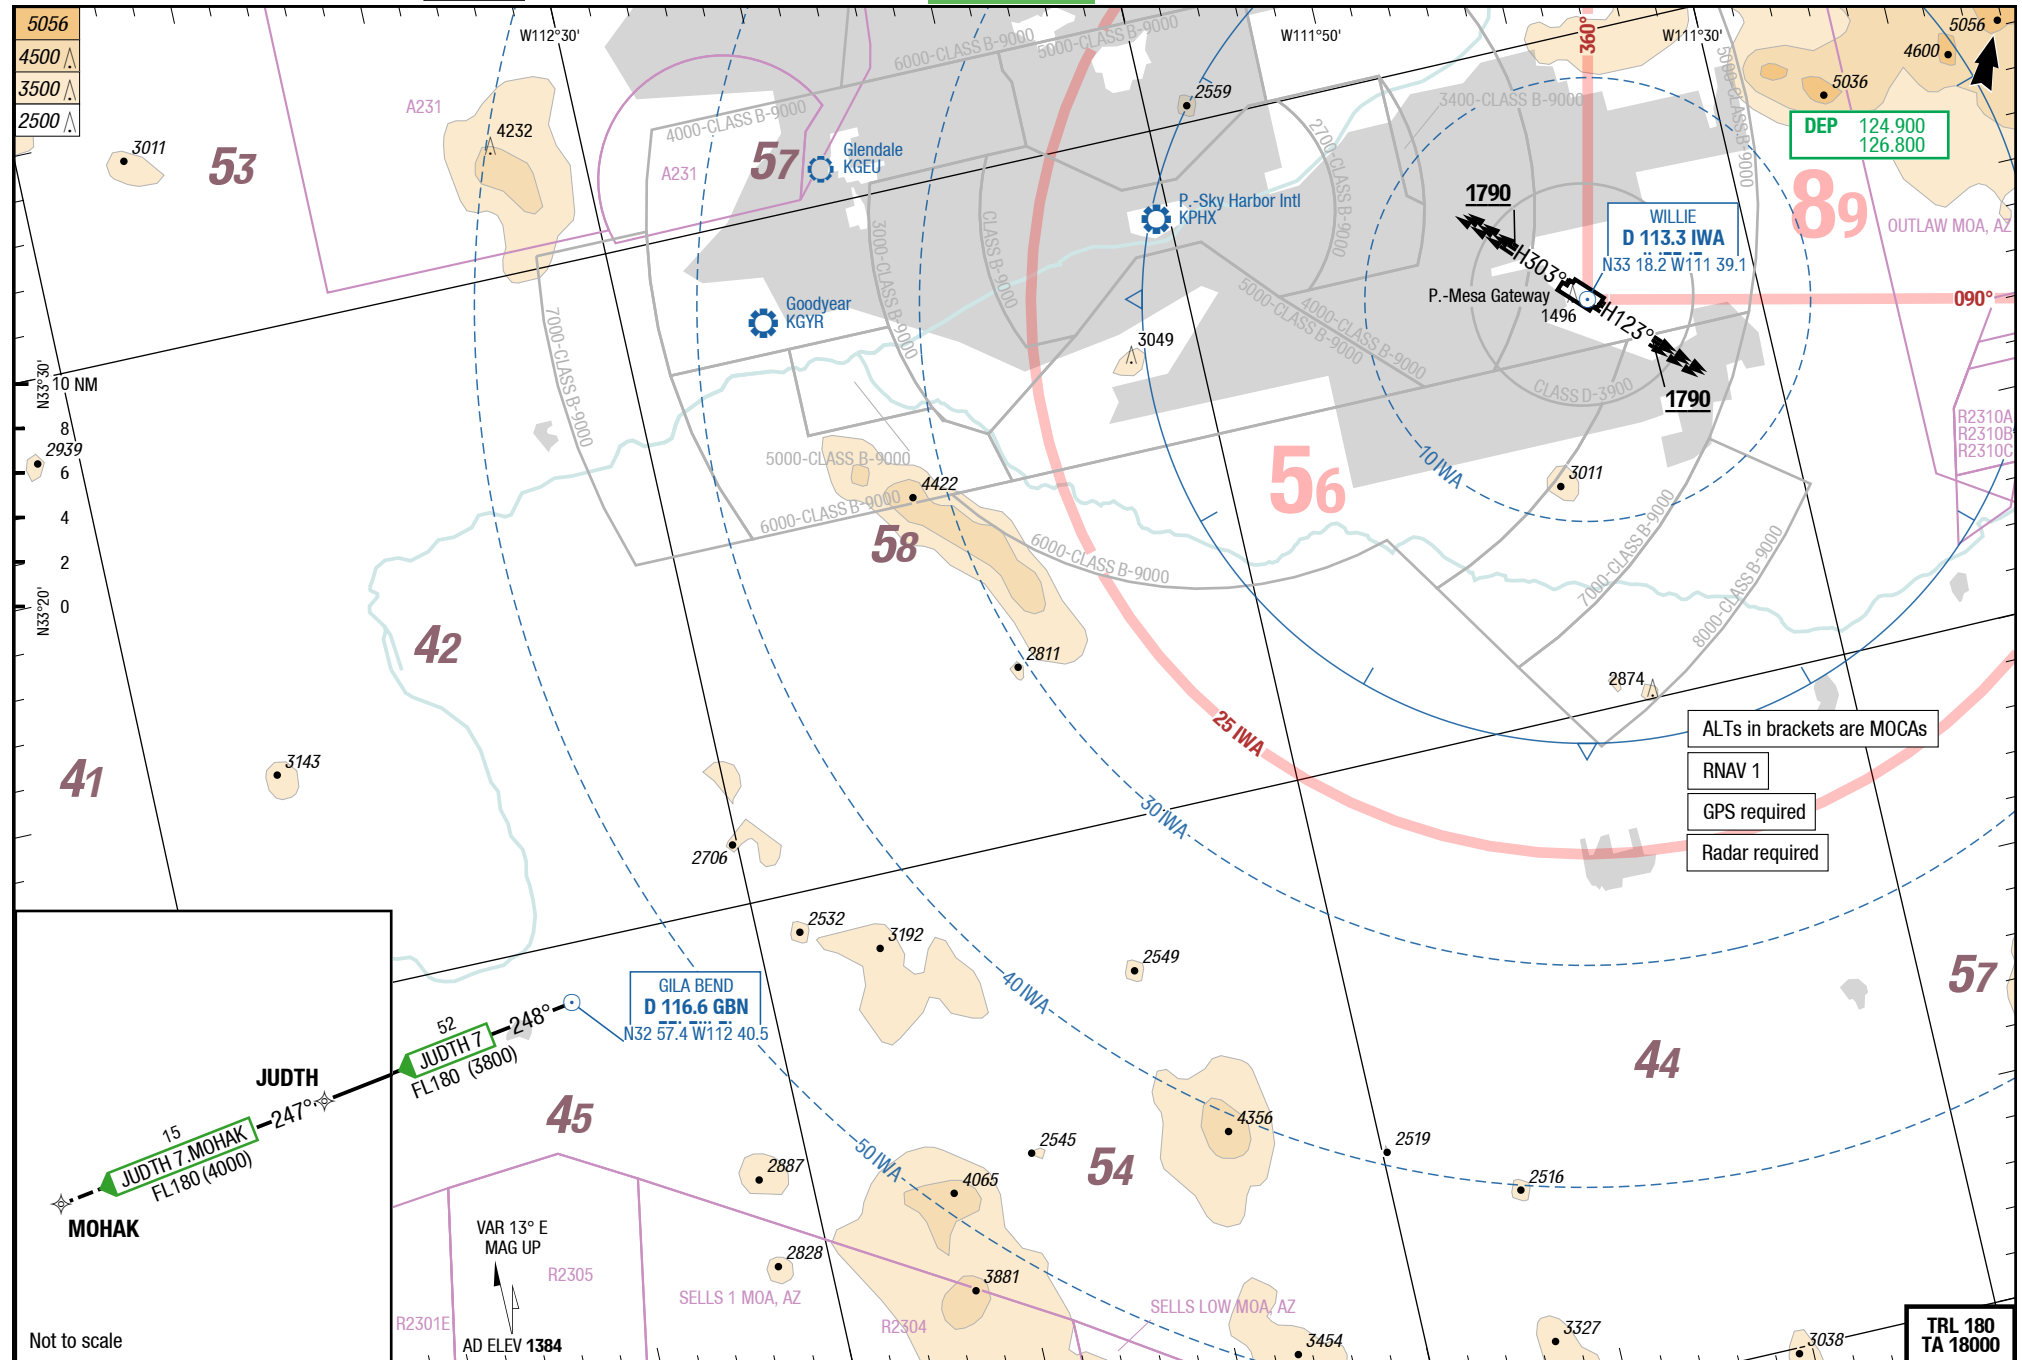 5056
4500
3500
2500
W112°30'
W111°50'
W111°30'
360°
5056
4600
5036
DEP 124.900
126.800
89
OUTLAW MOA, AZ
6000-CLASS B-9000
5000-CLASS B-9000
5000-CLASS B-9000
4000-CLASS B-9000
3400-CLASS B-9000
2700-CLASS B-9000
A231
4232
3011
53
57
A231
Glendale
KGEU
2559
P.-Sky Harbor Intl
KPHX
3000-CLASS B-9000
CLASS B-9000
1790
H303°
WILLIE
D 113.3 IWA
N33 18.2 W111 39.1
P.-Mesa Gateway
1496
H123°
090°
1790
CLASS D-3900
Goodyear
KGYR
7000-CLASS B-9000
5000-CLASS B-9000
4000-CLASS B-9000
3049
N33°30'
10 NM
8
6
4
2
0
N33°20'
2939
5000-CLASS B-9000
6000-CLASS B-9000
4422
58
6000-CLASS B-9000
56
10 IWA
3011
7000-CLASS B-9000
8000-CLASS B-9000
R2310A
R2310B
R2310C
42
2811
2874
25 IWA
ALTs in brackets are MOCAs
RNAV 1
GPS required
Radar required
41
3143
30 IWA
2706
2532
3192
2549
40 IWA
57
GILA BEND
D 116.6 GBN
N32 57.4 W112 40.5
248°
52
JUDTH 7
FL180 (3800)
JUDTH
247°
15
JUDTH 7.MOHAK
FL180 (4000)
MOHAK
Not to scale
45
44
4356
2545
54
2519
2516
50 IWA
2887
4065
VAR 13° E
MAG UP
R2305
2828
3881
SELLS 1 MOA, AZ
SELLS LOW MOA, AZ
R2301E
R2304
AD ELEV 1384
3454
3327
3038
TRL 180
TA 18000